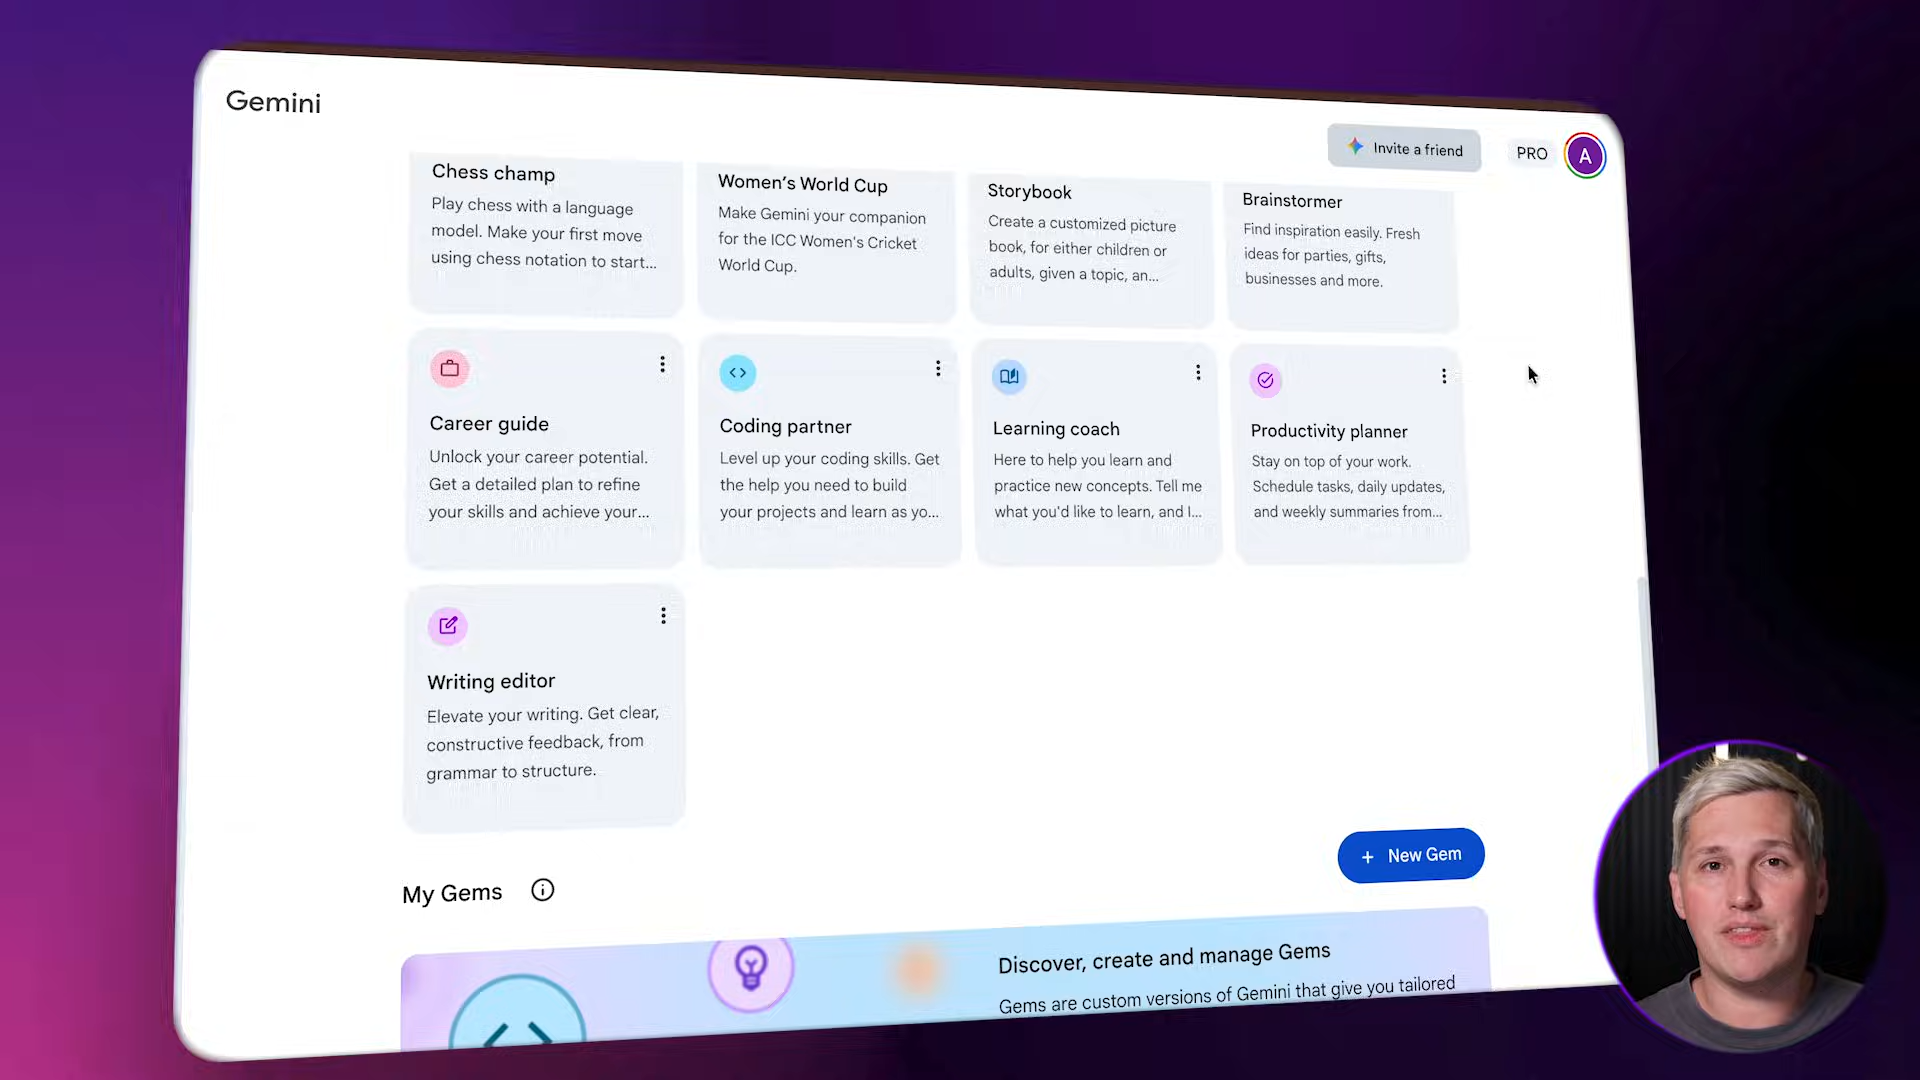 Gemini
Invite a friend
PRO
A
Chess champ
Play chess with a language
model. Make your first move
using chess notation to start...
Women's World Cup
Make Gemini your companion
for the ICC Women's Cricket
World Cup.
Storybook
Create a customized picture
book, for either children or
adults, given a topic, an...
Brainstormer
Find inspiration easily. Fresh
ideas for parties, gifts,
businesses and more.
Career guide
Unlock your career potential.
Get a detailed plan to refine
your skills and achieve your...
Coding partner
Level up your coding skills. Get
the help you need to build
your projects and learn as yo...
Learning coach
Here to help you learn and
practice new concepts. Tell me
what you'd like to learn, and I...
Productivity planner
Stay on top of your work.
Schedule tasks, daily updates,
and weekly summaries from...
Writing editor
Elevate your writing. Get clear,
constructive feedback, from
grammar to structure.
My Gems
+ New Gem
Discover, create and manage Gems
Gems are custom versions of Gemini that give you tailored